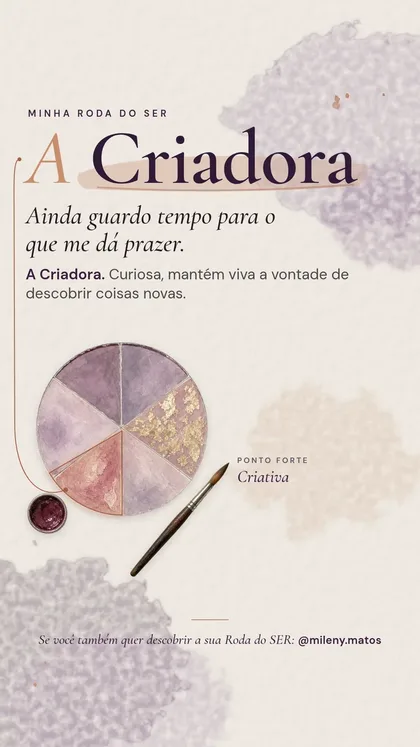 MINHA RODA DO SER
A Criadora
Ainda guardo tempo para o
que me dá prazer.
A Criadora. Curiosa, mantém viva a vontade de
descobrir coisas novas.
PONTO FORTE
Criativa
Se você também quer descobrir a sua Roda do SER: @mileny.matos